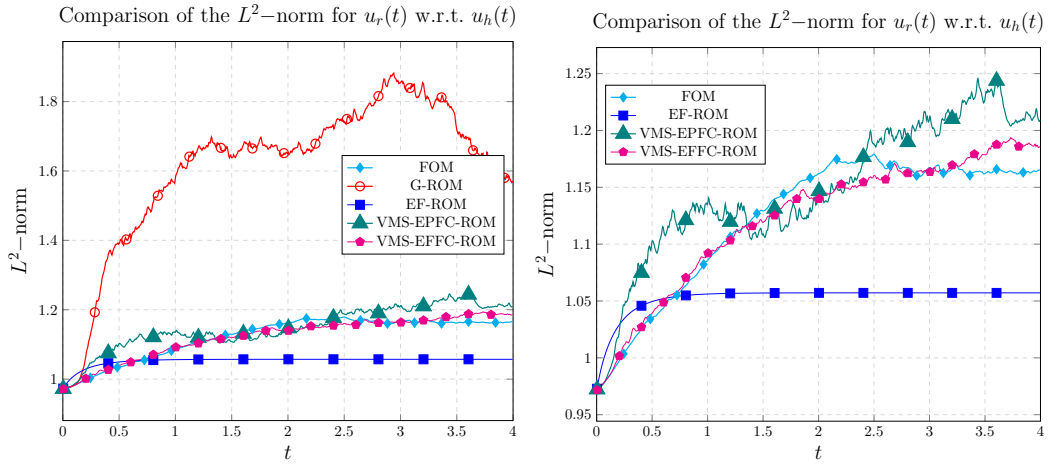 Comparison of the L²−norm for u_r(t) w.r.t. u_h(t)
L²−norm
1.8
1.6
1.4
1.2
1
FOM
G-ROM
EF-ROM
VMS-EPFC-ROM
VMS-EFFC-ROM
0 0.5 1 1.5 2 2.5 3 3.5 4
t
Comparison of the L²−norm for u_r(t) w.r.t. u_h(t)
L²−norm
1.25
1.2
1.15
1.1
1.05
1
0.95
FOM
EF-ROM
VMS-EPFC-ROM
VMS-EFFC-ROM
0 0.5 1 1.5 2 2.5 3 3.5 4
t